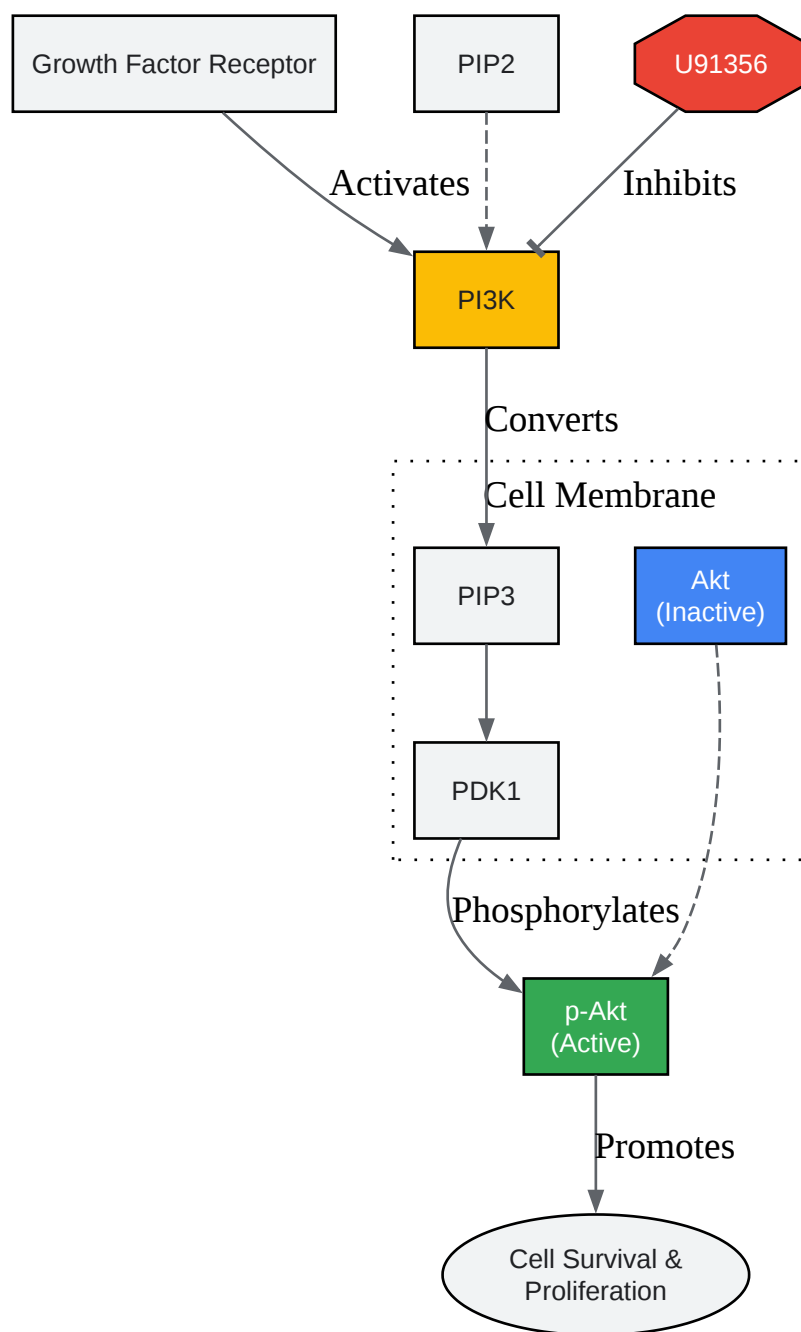 Growth Factor Receptor
PIP2
U91356
Activates
Inhibits
PI3K
Converts
Cell Membrane
PIP3
Akt
(Inactive)
PDK1
Phosphorylates
p-Akt
(Active)
Promotes
Cell Survival &
Proliferation